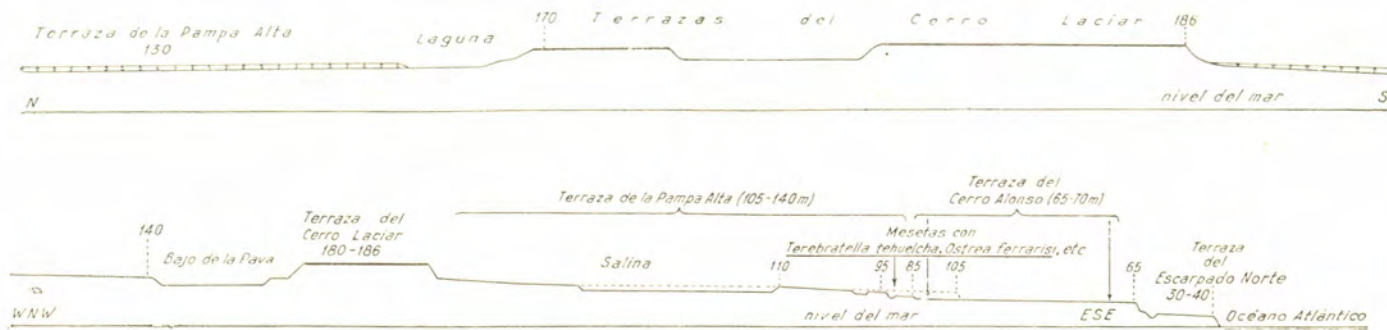 Terraza de la Pampa Alta
130
Laguna
170
Terrazas del Cerro Laciar
186
N
nivel del mar
S
Terraza de la Pampa Alta (105-140m)
Terraza del
Cerro Alonso (65-70m)
140
Bajo de la Pava
Terraza del
Cerro Laciar
180-186
Salina
110
Mesetas con
Terebratella tehuelcha, Ostrea ferrarisi, etc
95
85
105
65
Terraza
del
Escarpado Norte
30-40
WNW
nivel del mar
ESE
Océano Atlántico